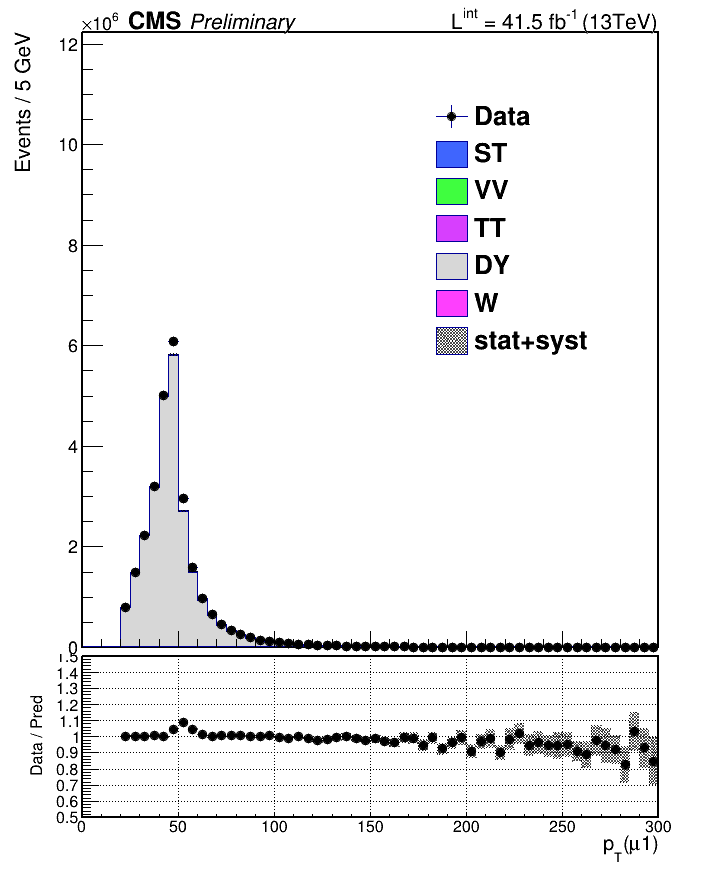 ×10⁶ CMS Preliminary L^int = 41.5 fb⁻¹ (13TeV)
Events / 5 GeV
12
10
8
6
4
2
0
Data
ST
VV
TT
DY
W
stat+syst
Data / Pred
1.5
1.4
1.3
1.2
1.1
1
0.9
0.8
0.7
0.6
0.5
0 50 100 150 200 250 300
p_T(μ1)